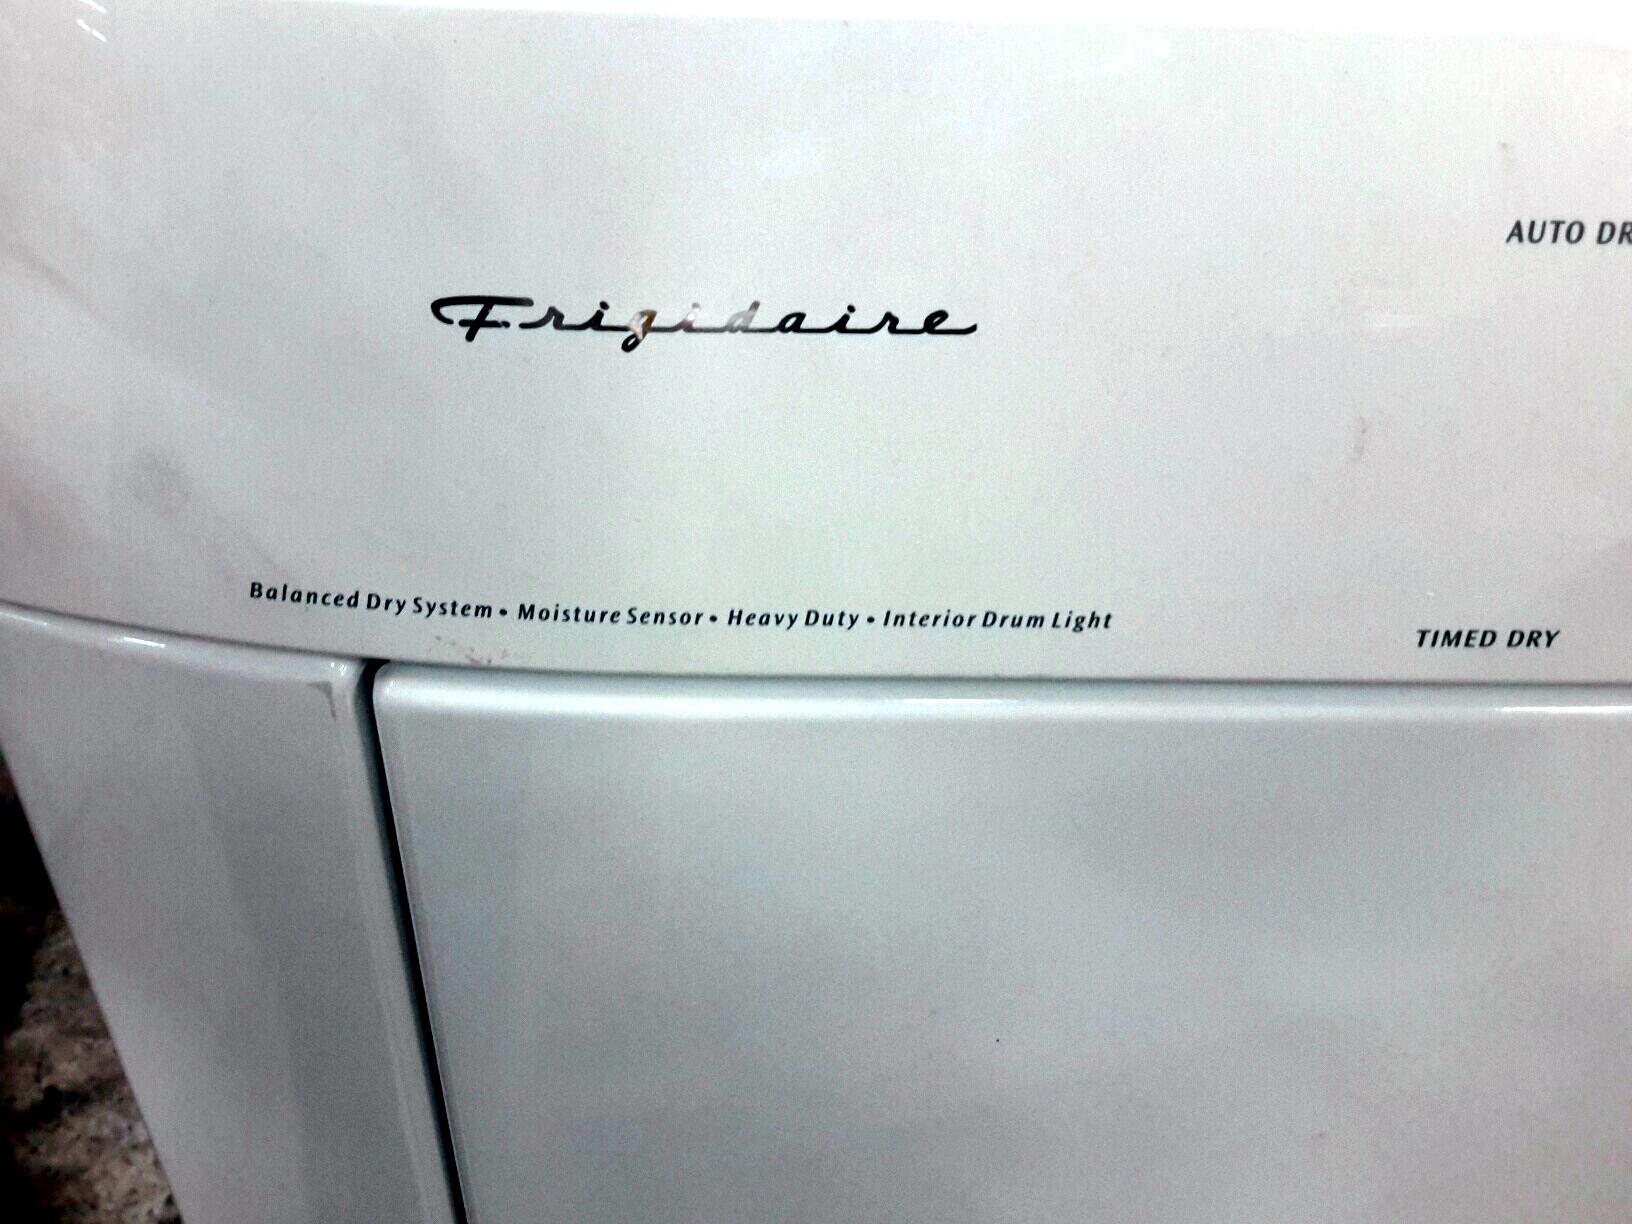 AUTO DR
Frigidaire
Balanced Dry System • Moisture Sensor • Heavy Duty • Interior Drum Light
TIMED DRY